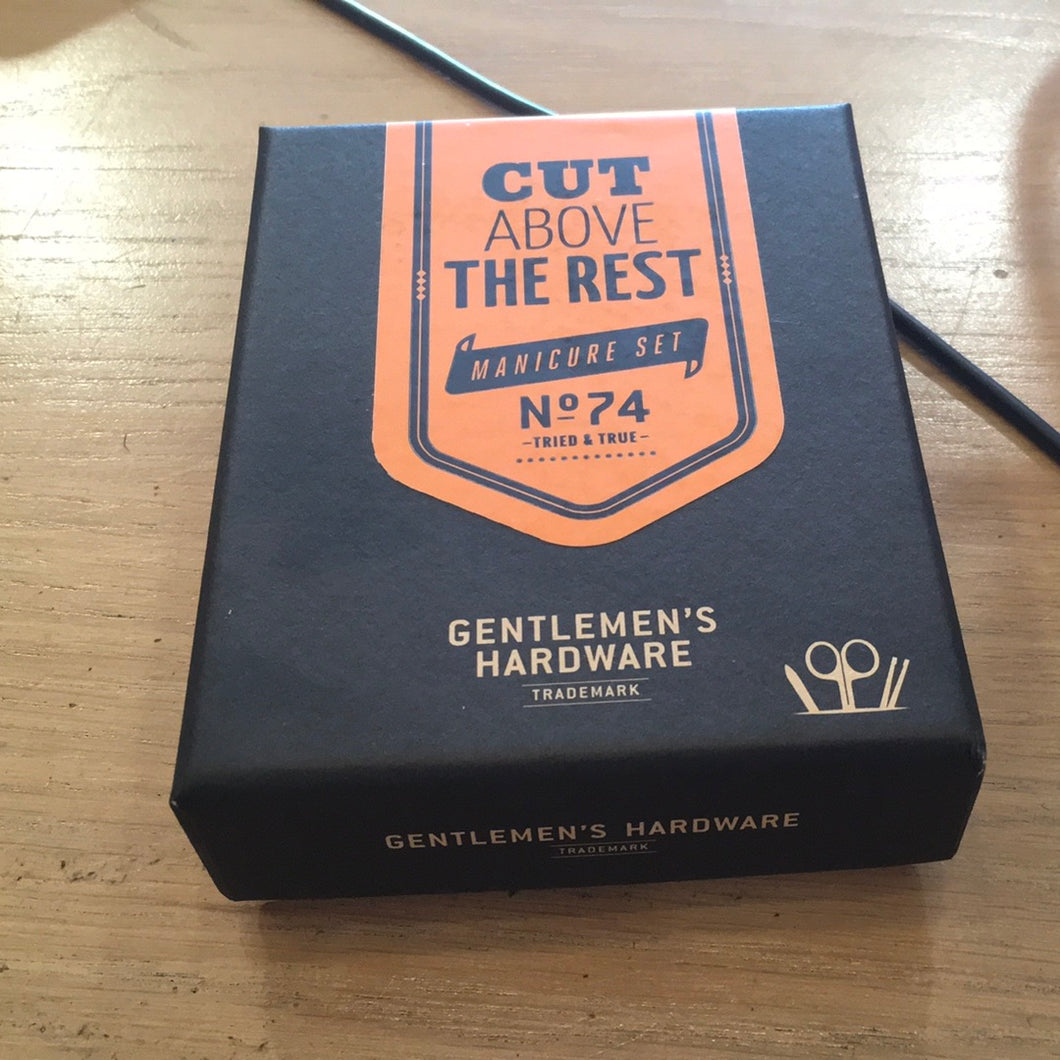 CUT
ABOVE
THE REST
MANICURE SET
Nº74
–TRIED & TRUE–
GENTLEMEN'S
HARDWARE
TRADEMARK
GENTLEMEN'S HARDWARE
TRADEMARK